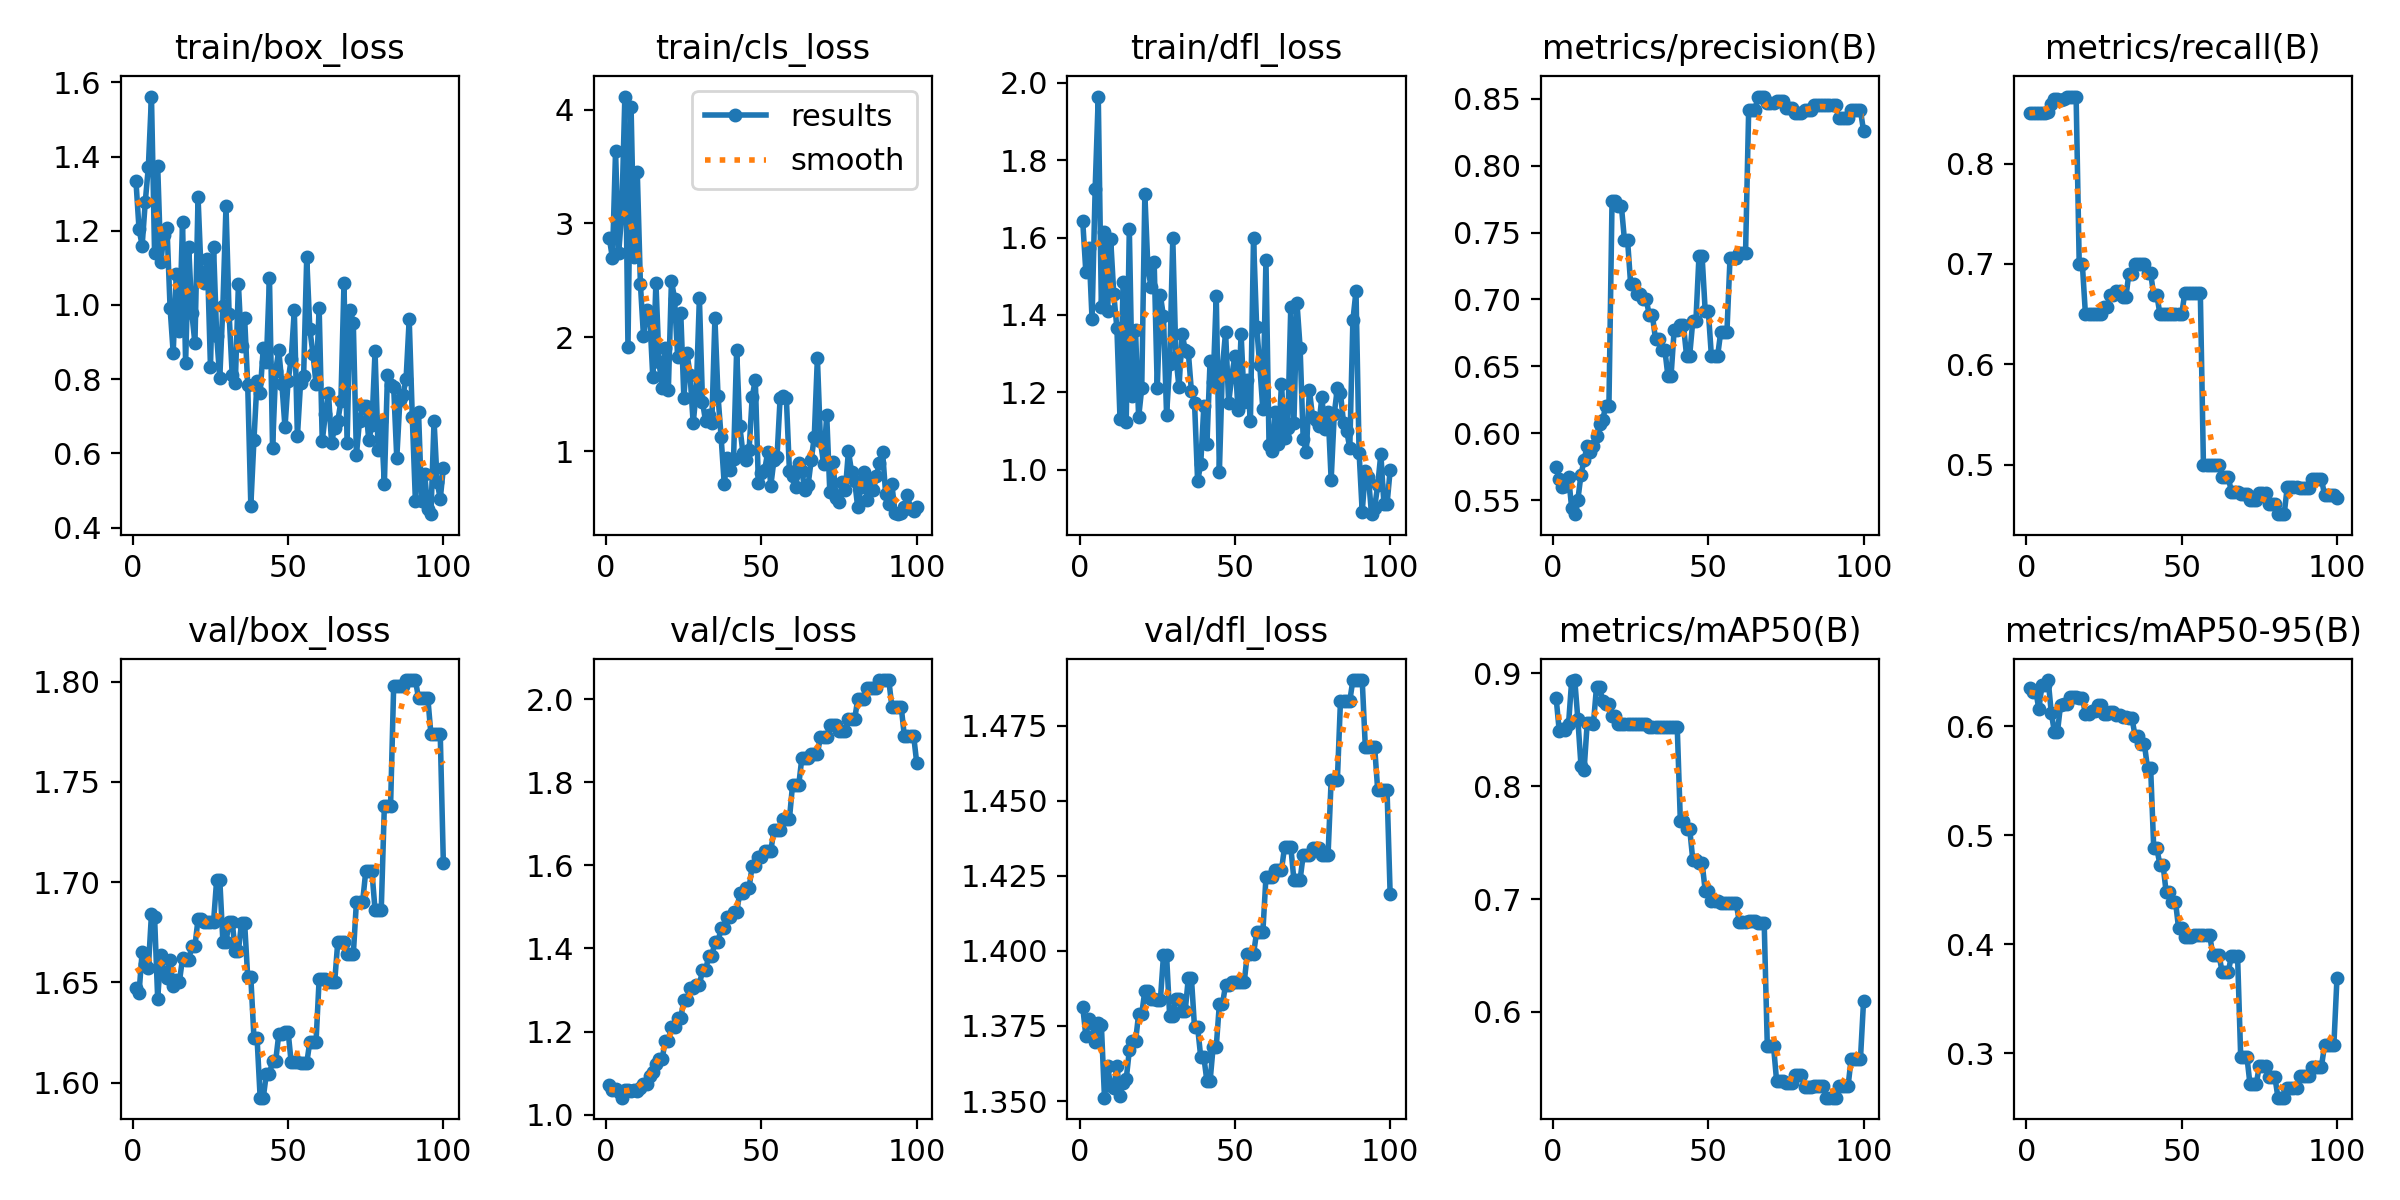 train/box_loss
1.6
1.4
1.2
1.0
0.8
0.6
0.4
0 50 100
train/cls_loss
4
3
2
1
0 50 100
results
smooth
train/dfl_loss
2.0
1.8
1.6
1.4
1.2
1.0
0 50 100
metrics/precision(B)
0.85
0.80
0.75
0.70
0.65
0.60
0.55
0 50 100
metrics/recall(B)
0.8
0.7
0.6
0.5
0 50 100
val/box_loss
1.80
1.75
1.70
1.65
1.60
0 50 100
val/cls_loss
2.0
1.8
1.6
1.4
1.2
1.0
0 50 100
val/dfl_loss
1.475
1.450
1.425
1.400
1.375
1.350
0 50 100
metrics/mAP50(B)
0.9
0.8
0.7
0.6
0 50 100
metrics/mAP50-95(B)
0.6
0.5
0.4
0.3
0 50 100